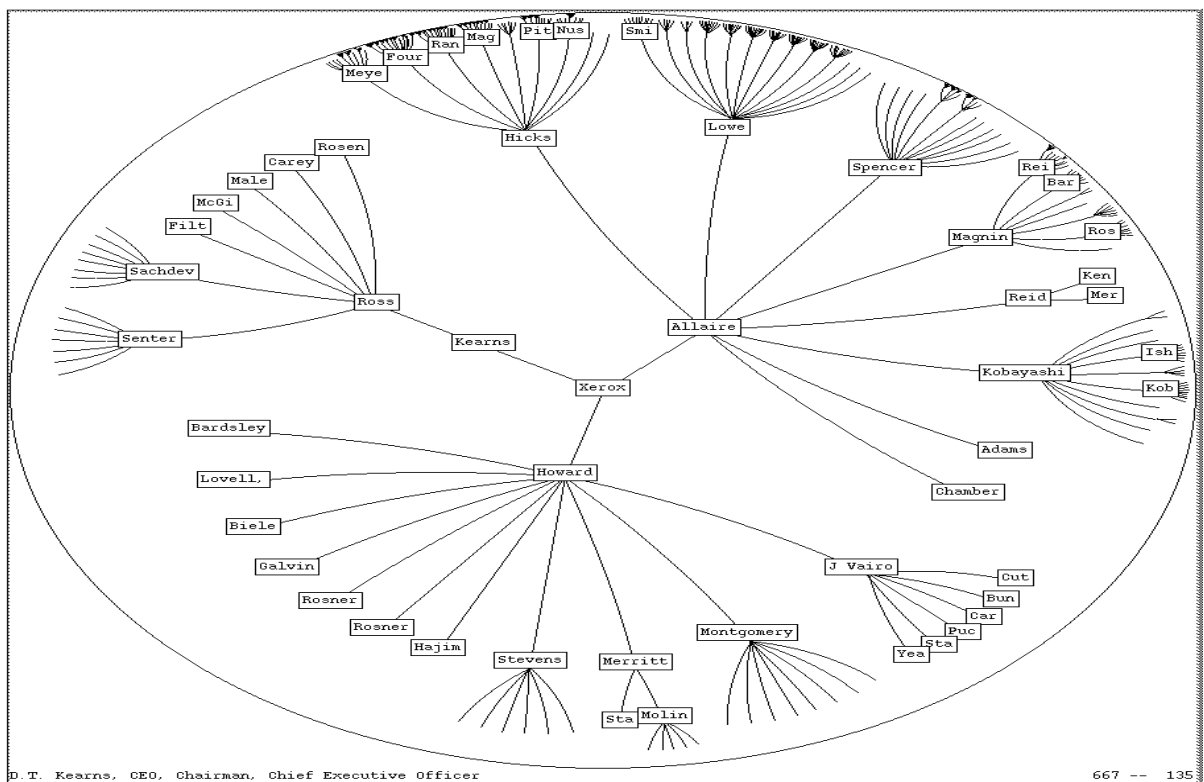 Smi
Pit
Nus
Mag
Ran
Four
Meye
Lowe
Hicks
Rosen
Carey
Spencer
Rei
Male
Bar
McGi
Filt
Ros
Magnin
Sachdev
Ken
Ross
Reid
Mer
Allaire
Senter
Kearns
Ish
Kobayashi
Xerox
Kob
Bardsley
Adams
Howard
Lovell,
Chamber
Biele
Galvin
J Vairo
Cut
Rosner
Bun
Car
Rosner
Puc
Montgomery
Sta
Hajim
Yea
Stevens
Merritt
Sta
Molin
D.T. Kearns, CEO, Chairman, Chief Executive Officer
667 -- 135